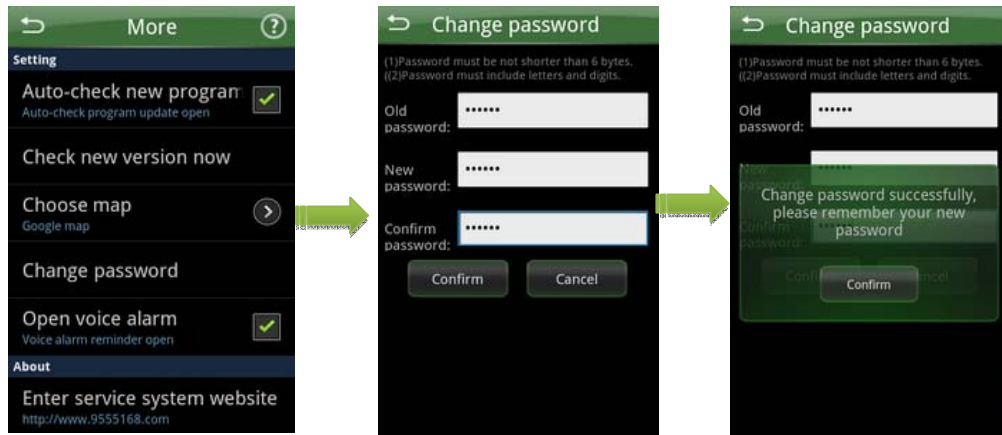 More
?
Setting
Auto-check new program
Auto-check program update open
Check new version now
Choose map
Google map
Change password
Open voice alarm
Voice alarm reminder open
About
Enter service system website
http://www.9555168.com
Change password
(1)Password must be not shorter than 6 bytes.
((2)Password must include letters and digits.
Old
password:
••••••
New
password:
••••••
Confirm
password:
••••••
Confirm Cancel
Change password
(1)Password must be not shorter than 6 bytes.
((2)Password must include letters and digits.
Old
password:
••••••
New
password:
Change password successfully,
please remember your new
password
Confirm
password:
Confirm